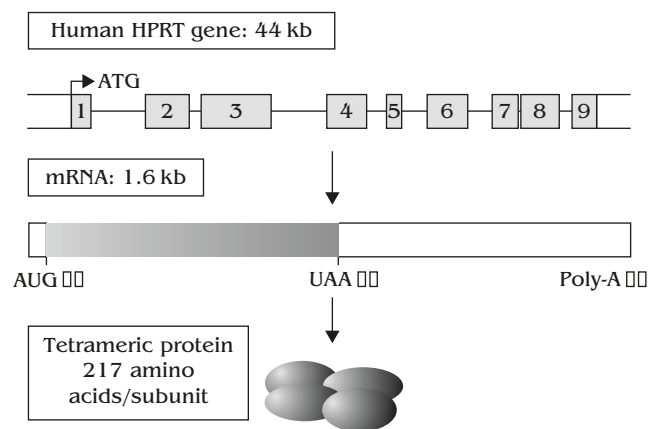 Human HPRT gene: 44 kb
ATG
1 2 3 4 5 6 7 8 9
mRNA: 1.6 kb
AUG ▯▯ UAA ▯▯ Poly-A ▯▯
Tetrameric protein
217 amino
acids/subunit